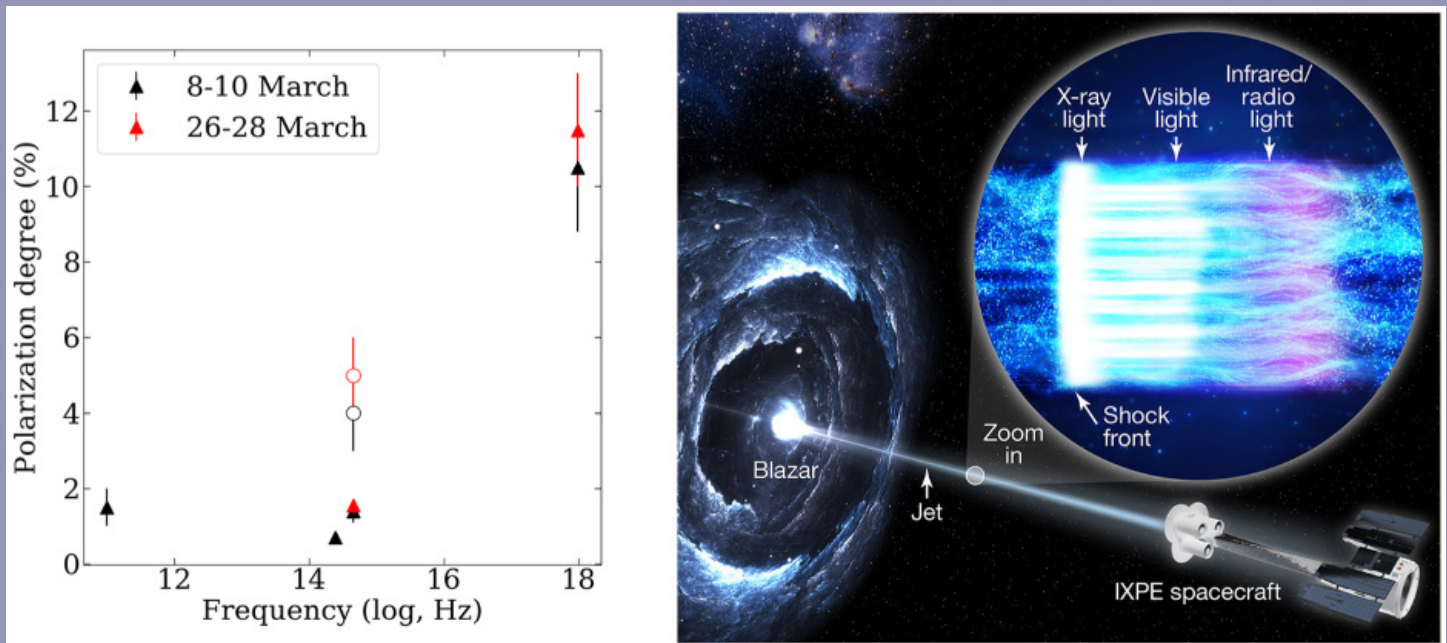 8-10 March
26-28 March
Polarization degree (%)
12
10
8
6
4
2
0
12
14
16
18
Frequency (log, Hz)
X-ray
light
Visible
light
Infrared/
radio
light
Shock
front
Zoom
in
Blazar
Jet
IXPE spacecraft